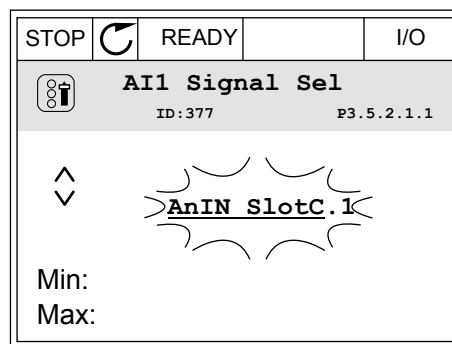 STOP READY I/O
AI1 Signal Sel
ID:377 P3.5.2.1.1
AnIN SlotC.1
Min:
Max: